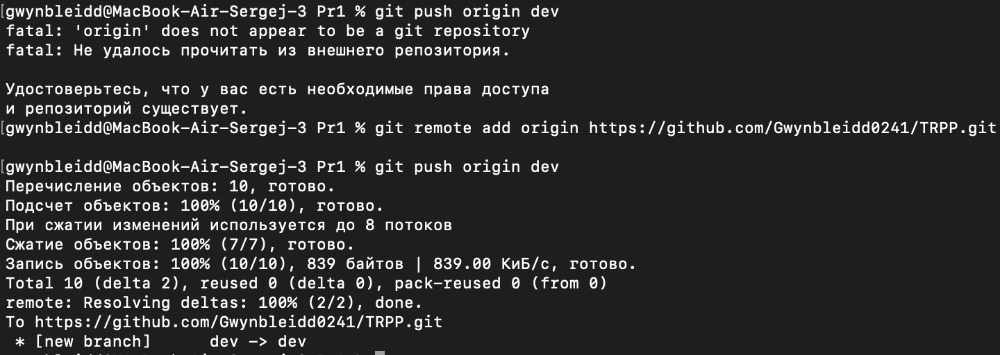 [gwynbleidd@MacBook-Air-Sergej-3 Pr1 % git push origin dev
fatal: 'origin' does not appear to be a git repository
fatal: Не удалось прочитать из внешнего репозитория.
Удостоверьтесь, что у вас есть необходимые права доступа
и репозиторий существует.
[gwynbleidd@MacBook-Air-Sergej-3 Pr1 % git remote add origin https://github.com/Gwynbleidd0241/TRPP.git
[gwynbleidd@MacBook-Air-Sergej-3 Pr1 % git push origin dev
Перечисление объектов: 10, готово.
Подсчет объектов: 100% (10/10), готово.
При сжатии изменений используется до 8 потоков
Сжатие объектов: 100% (7/7), готово.
Запись объектов: 100% (10/10), 839 байтов | 839.00 КиБ/с, готово.
Total 10 (delta 2), reused 0 (delta 0), pack-reused 0 (from 0)
remote: Resolving deltas: 100% (2/2), done.
To https://github.com/Gwynbleidd0241/TRPP.git
 * [new branch]      dev -> dev